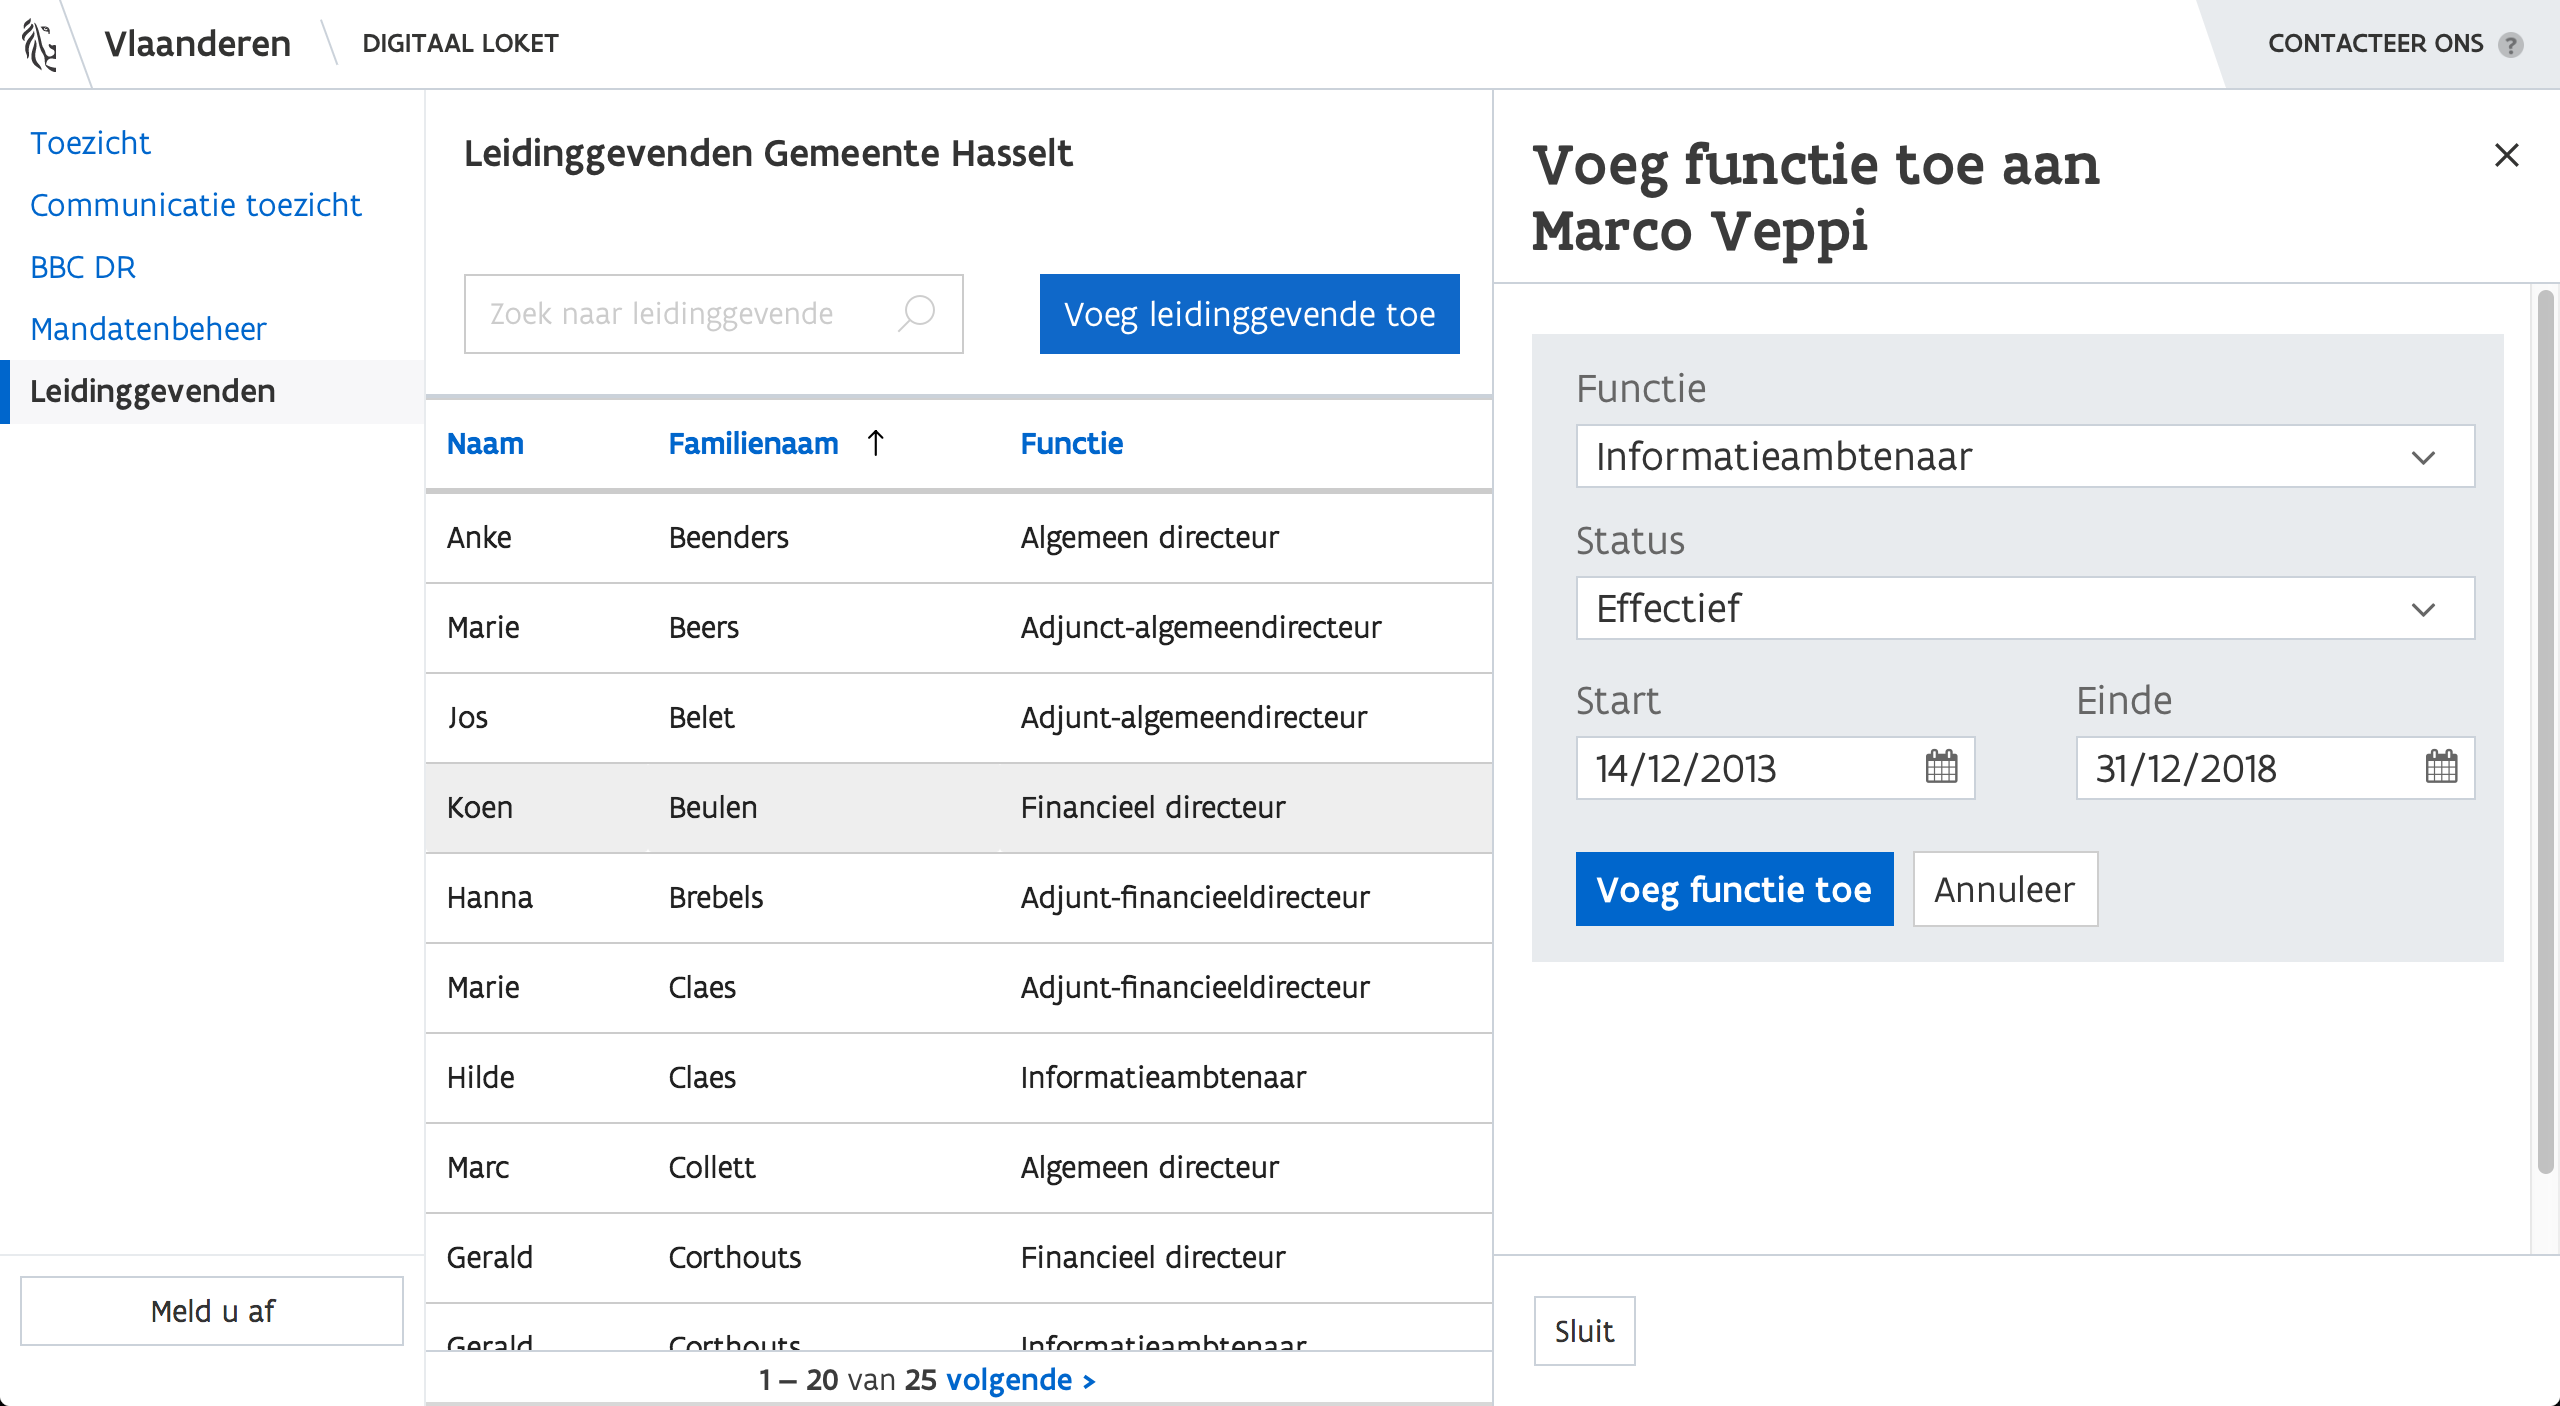 Vlaanderen
DIGITAAL LOKET
CONTACTEER ONS ?
Toezicht
Communicatie toezicht
BBC DR
Mandatenbeheer
Leidinggevenden
Meld u af
Leidinggevenden Gemeente Hasselt
Zoek naar leidinggevende
Voeg leidinggevende toe
Naam Familienaam ↑ Functie
Anke Beenders Algemeen directeur
Marie Beers Adjunct-algemeendirecteur
Jos Belet Adjunt-algemeendirecteur
Koen Beulen Financieel directeur
Hanna Brebels Adjunt-financieeldirecteur
Marie Claes Adjunt-financieeldirecteur
Hilde Claes Informatieambtenaar
Marc Collett Algemeen directeur
Gerald Corthouts Financieel directeur
Gerald Corthouts Informatieambtenaar
1 – 20 van 25 volgende >
Voeg functie toe aan
Marco Veppi
Functie
Informatieambtenaar
Status
Effectief
Start Einde
14/12/2013 31/12/2018
Voeg functie toe Annuleer
Sluit